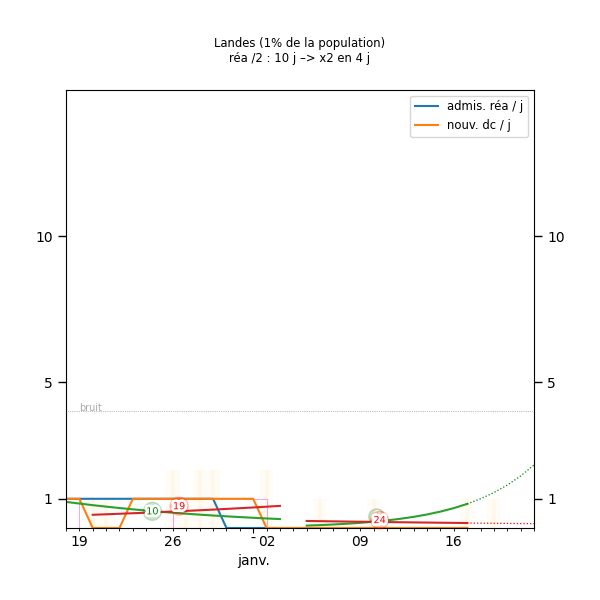 Landes (1% de la population)
réa /2 : 10 j –> x2 en 4 j
admis. réa / j
nouv. dc / j
10
10
5
5
bruit
1
1
10
19
24
19
26
-
02
09
16
janv.